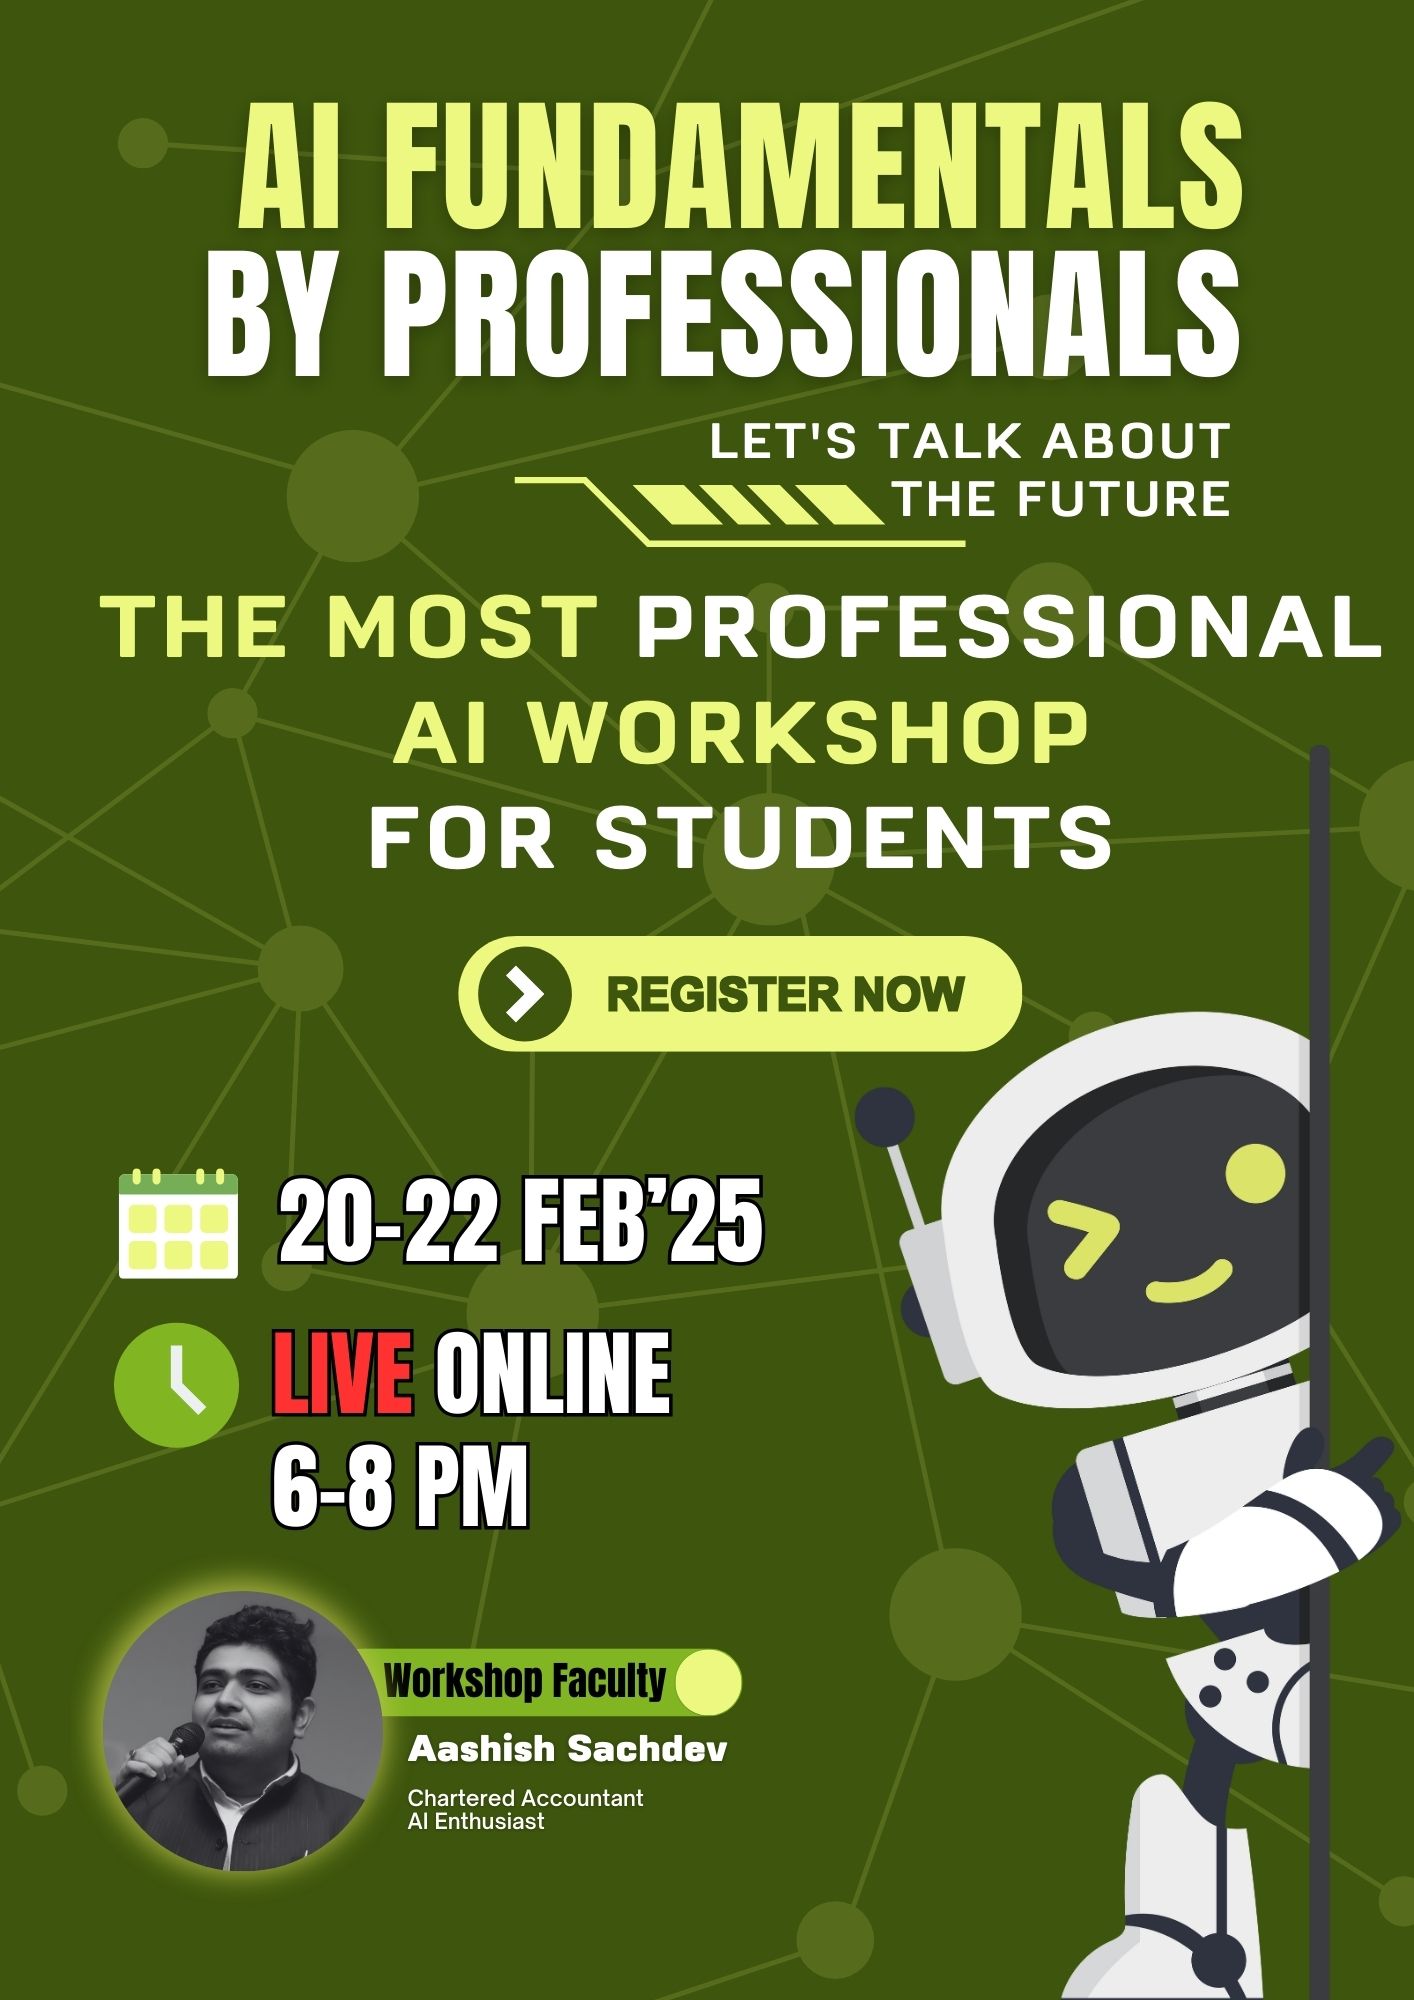 AI FUNDAMENTALS
BY PROFESSIONALS
LET'S TALK ABOUT
THE FUTURE
THE MOST PROFESSIONAL
AI WORKSHOP
FOR STUDENTS
REGISTER NOW
20-22 FEB’25
LIVE ONLINE
6-8 PM
Workshop Faculty
Aashish Sachdev
Chartered Accountant
AI Enthusiast